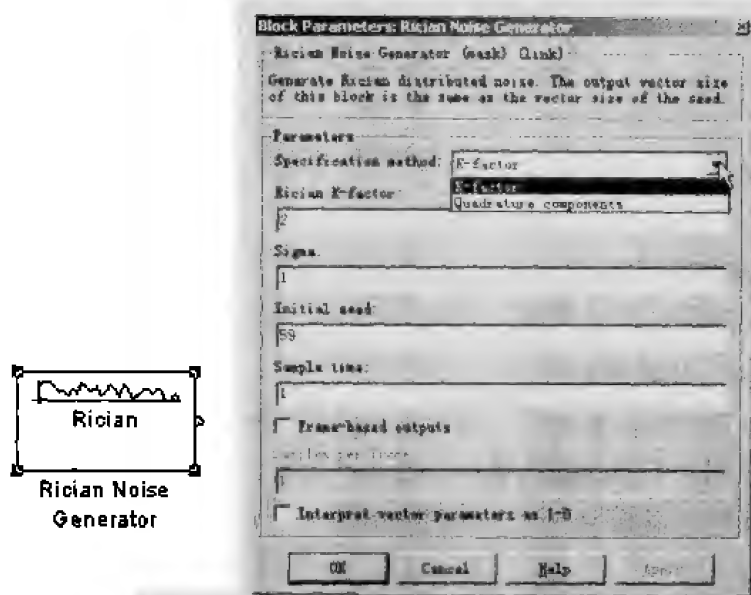 Block Parameters: Rician Noise Generator
Rician Noise Generator (mask) (link)
Generate Rician distributed noise. The output vector size
of this block is the same as the vector size of the seed.
Parameters
Specification method: K-factor
K-factor
Quadrature components
Rician K-factor:
2
Sigma:
1
Initial seed:
59
Sample time:
1
Frame-based outputs
Samples per frame
1
Interpret vector parameters as 1-D
OK Cancel Help Apply
Rician
Rician Noise
Generator